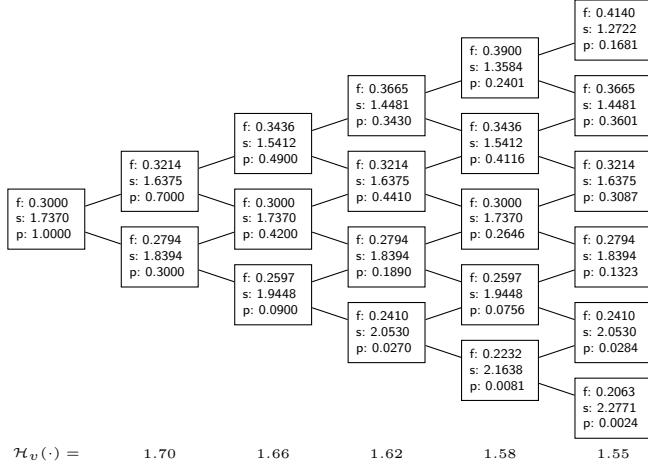 f: 0.3000
s: 1.7370
p: 1.0000
f: 0.3214
s: 1.6375
p: 0.7000
f: 0.2794
s: 1.8394
p: 0.3000
f: 0.3436
s: 1.5412
p: 0.4900
f: 0.3000
s: 1.7370
p: 0.4200
f: 0.2597
s: 1.9448
p: 0.0900
f: 0.3665
s: 1.4481
p: 0.3430
f: 0.3214
s: 1.6375
p: 0.4410
f: 0.2794
s: 1.8394
p: 0.1890
f: 0.2410
s: 2.0530
p: 0.0270
f: 0.3900
s: 1.3584
p: 0.2401
f: 0.3436
s: 1.5412
p: 0.4116
f: 0.3000
s: 1.7370
p: 0.2646
f: 0.2597
s: 1.9448
p: 0.0756
f: 0.2232
s: 2.1638
p: 0.0081
f: 0.4140
s: 1.2722
p: 0.1681
f: 0.3665
s: 1.4481
p: 0.3601
f: 0.3214
s: 1.6375
p: 0.3087
f: 0.2794
s: 1.8394
p: 0.1323
f: 0.2410
s: 2.0530
p: 0.0284
f: 0.2063
s: 2.2771
p: 0.0024
ℋ_v(·) = 1.70 1.66 1.62 1.58 1.55